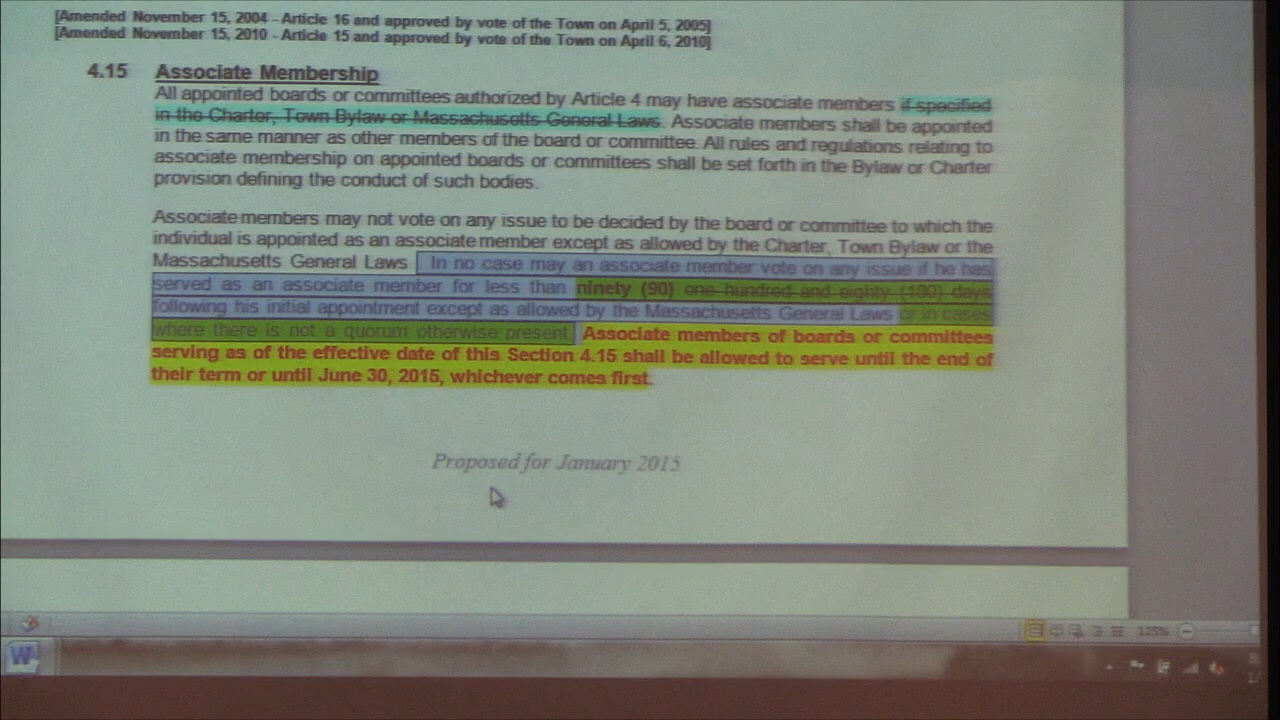 [Amended November 15, 2004 - Article 16 and approved by vote of the Town on April 5, 2005]
[Amended November 15, 2010 - Article 15 and approved by vote of the Town on April 6, 2010]
4.15 Associate Membership
All appointed boards or committees authorized by Article 4 may have associate members if specified
in the Charter, Town Bylaw or Massachusetts General Laws. Associate members shall be appointed
in the same manner as other members of the board or committee. All rules and regulations relating to
associate membership on appointed boards or committees shall be set forth in the Bylaw or Charter
provision defining the conduct of such bodies.
Associate members may not vote on any issue to be decided by the board or committee to which the
individual is appointed as an associate member except as allowed by the Charter, Town Bylaw or the
Massachusetts General Laws In no case may an associate member vote on any issue if he has
served as an associate member for less than ninety (90) one hundred and eighty (180) days
following his initial appointment except as allowed by the Massachusetts General Laws or in cases
where there is not a quorum otherwise present. Associate members of boards or committees
serving as of the effective date of this Section 4.15 shall be allowed to serve until the end of
their term or until June 30, 2015, whichever comes first.
Proposed for January 2015
125%
W